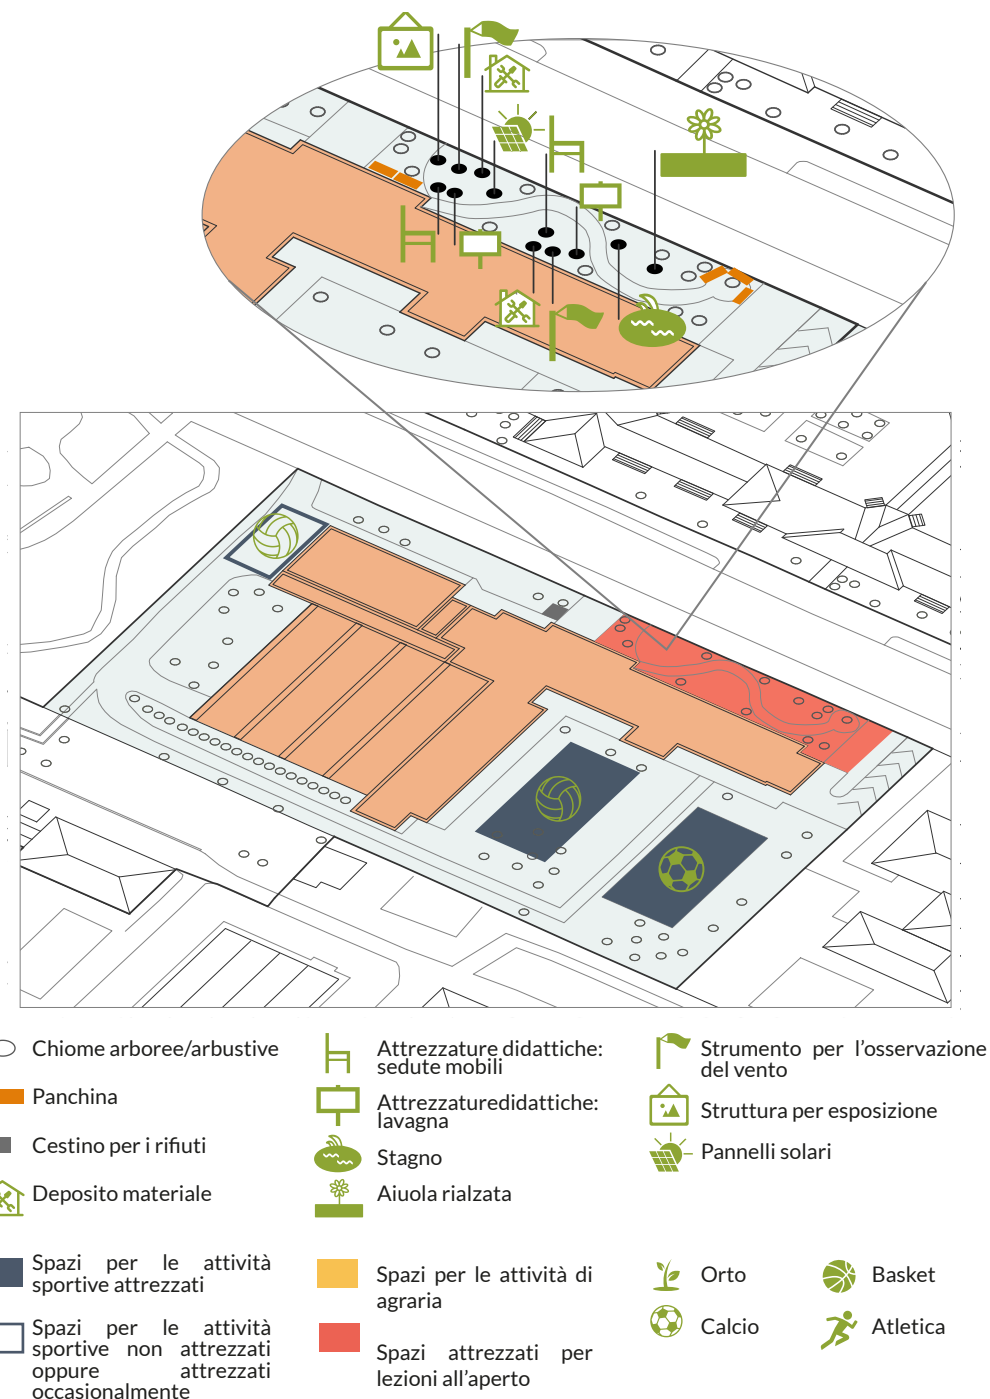 Chiome arboree/arbustive
Panchina
Cestino per i rifiuti
Deposito materiale
Attrezzature didattiche:
sedute mobili
Attrezzaturedidattiche:
lavagna
Stagno
Aiuola rialzata
Strumento per l'osservazione
del vento
Struttura per esposizione
Pannelli solari
Spazi per le attività
sportive attrezzati
Spazi per le attività
sportive non attrezzati
oppure attrezzati
occasionalmente
Spazi per le attività di
agraria
Spazi attrezzati per
lezioni all'aperto
Orto
Calcio
Basket
Atletica